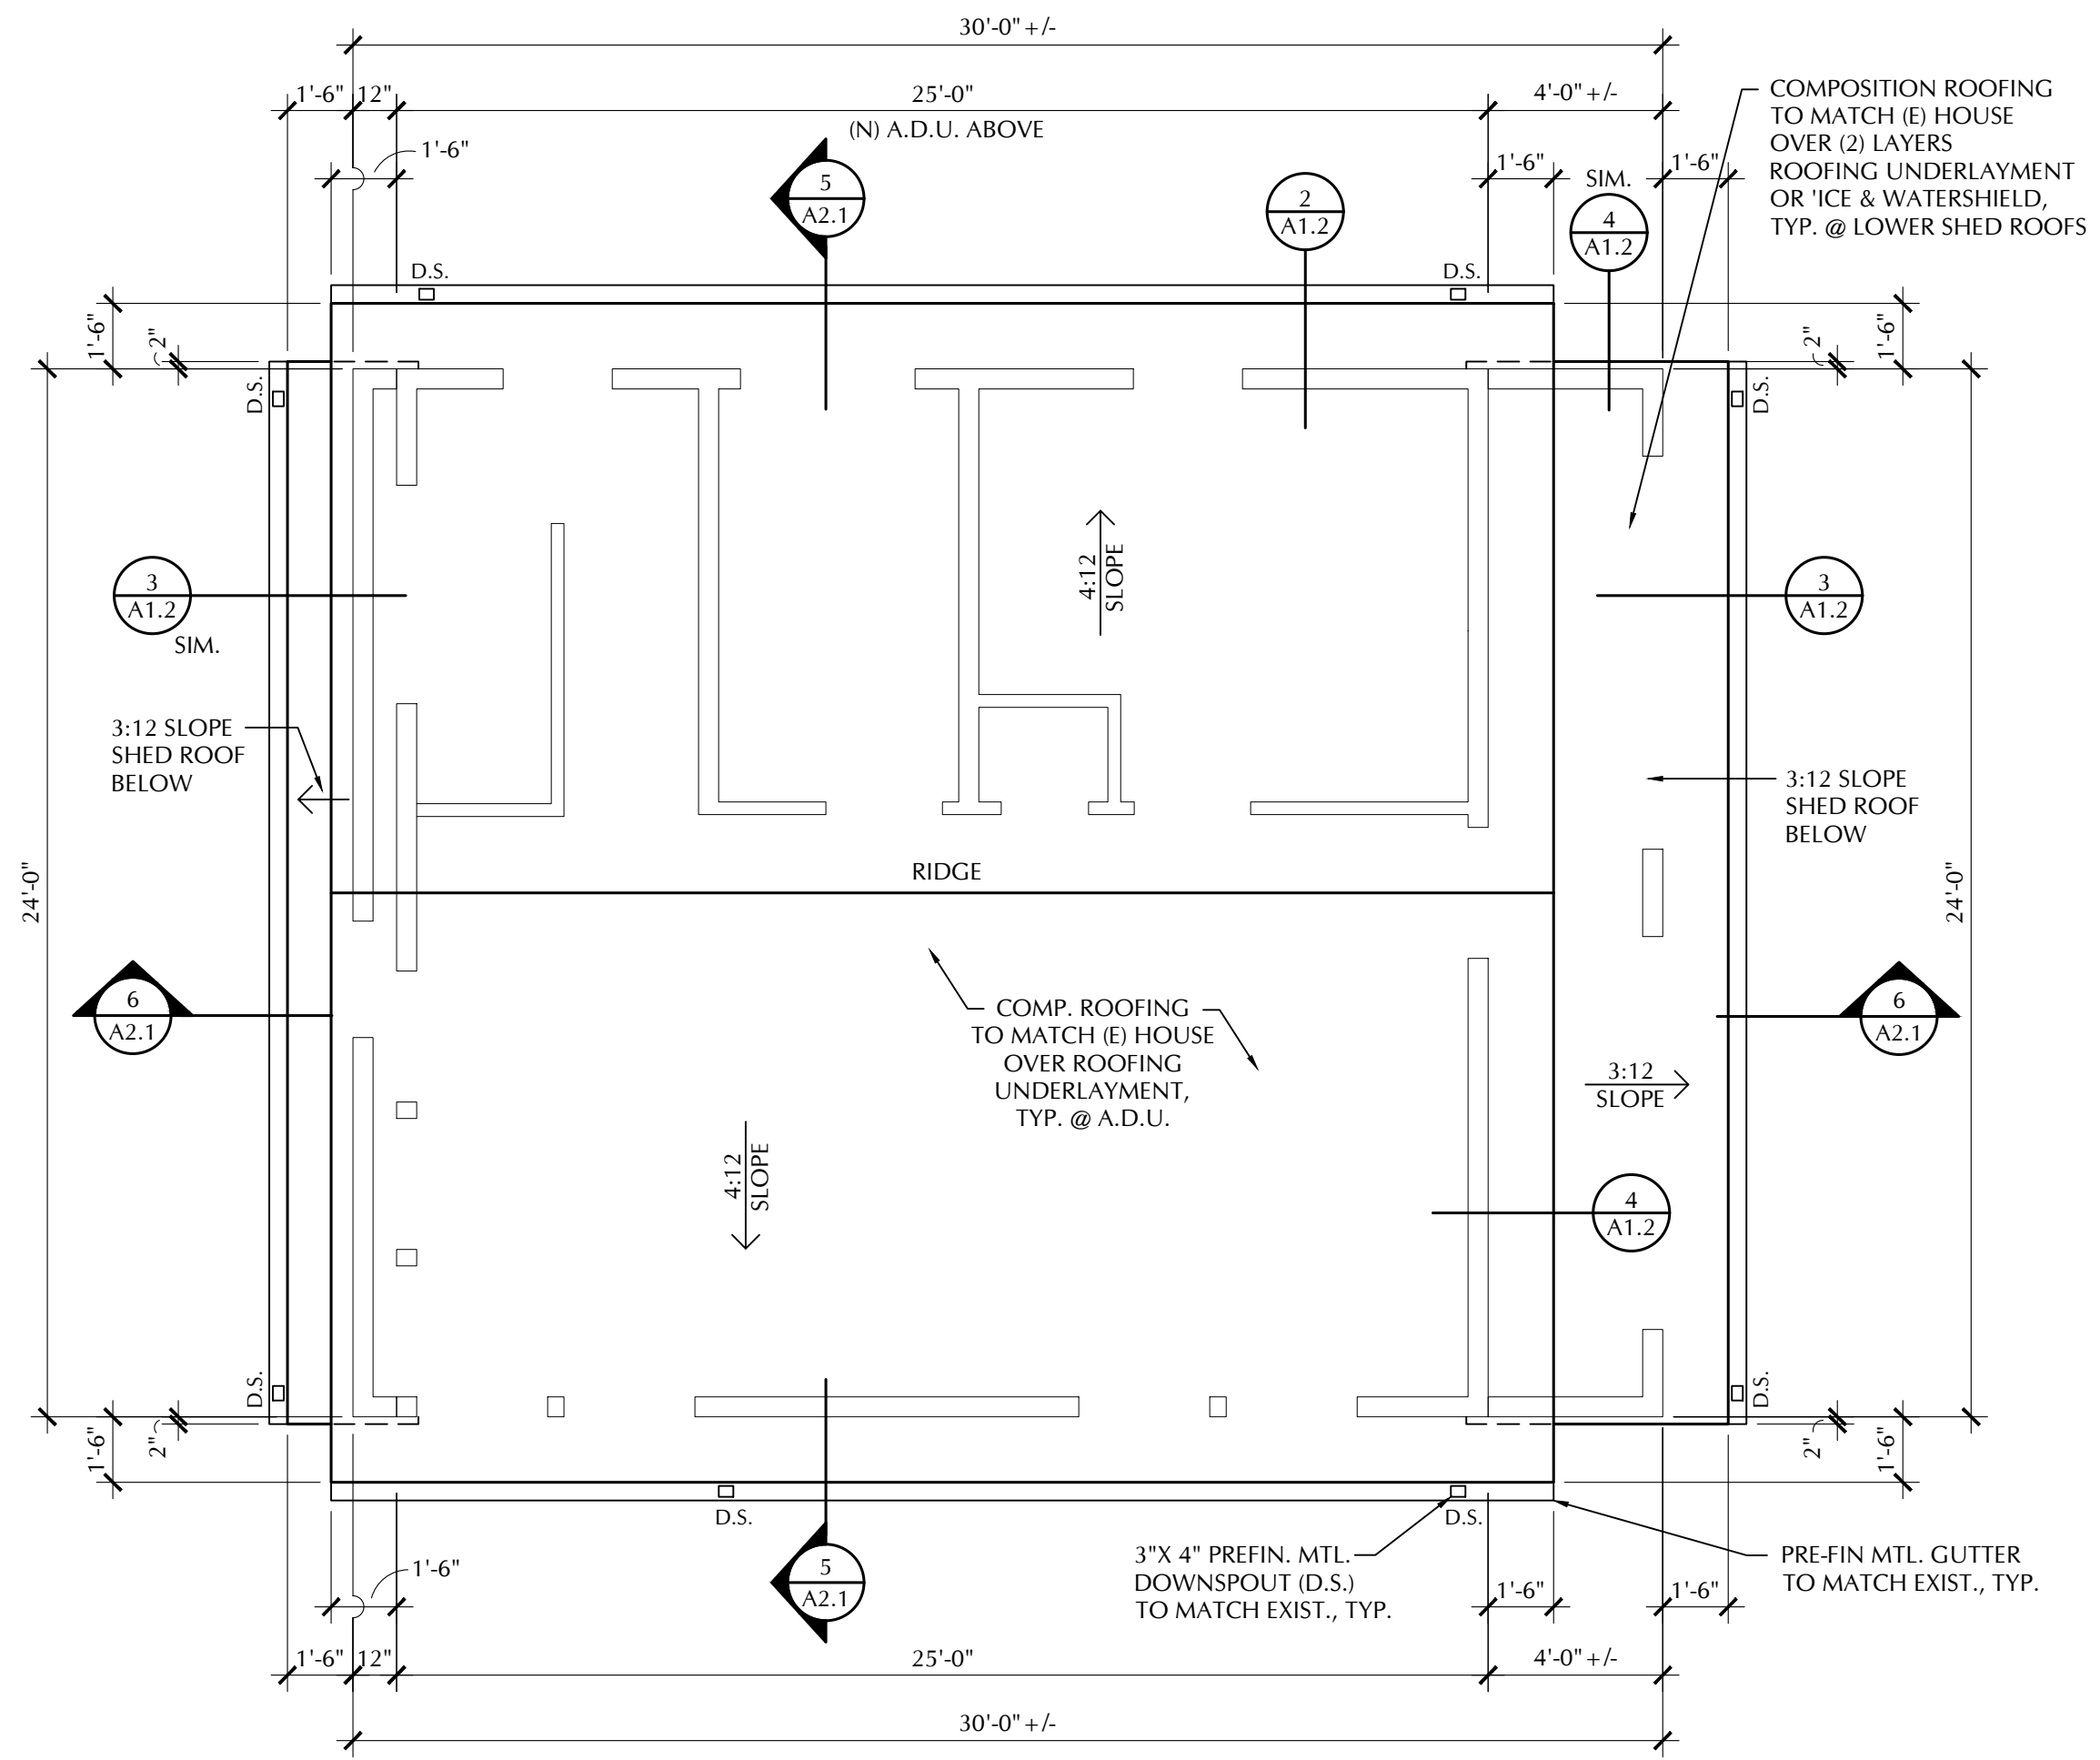 30'-0"+/-
1'-6"
12"
25'-0"
4'-0"+/-
(N) A.D.U. ABOVE
1'-6"
1'-6"
1'-6"
COMPOSITION ROOFING
TO MATCH (E) HOUSE
OVER (2) LAYERS
ROOFING UNDERLAYMENT
OR 'ICE & WATERSHIELD,
TYP. @ LOWER SHED ROOFS
5
A2.1
2
A1.2
SIM.
4
A1.2
D.S.
D.S.
1'-6"
2"
2"
1'-6"
D.S.
D.S.
4:12
SLOPE
3
A1.2
SIM.
3
A1.2
3:12 SLOPE
SHED ROOF
BELOW
3:12 SLOPE
SHED ROOF
BELOW
24'-0"
RIDGE
24'-0"
6
A2.1
COMP. ROOFING
TO MATCH (E) HOUSE
OVER ROOFING
UNDERLAYMENT,
TYP. @ A.D.U.
6
A2.1
3:12
SLOPE
4:12
SLOPE
4
A1.2
D.S.
D.S.
1'-6"
2"
2"
1'-6"
D.S.
D.S.
1'-6"
5
A2.1
3"X 4" PREFIN. MTL.
DOWNSPOUT (D.S.)
TO MATCH EXIST., TYP.
1'-6"
1'-6"
PRE-FIN MTL. GUTTER
TO MATCH EXIST., TYP.
1'-6"
12"
25'-0"
4'-0"+/-
30'-0"+/-